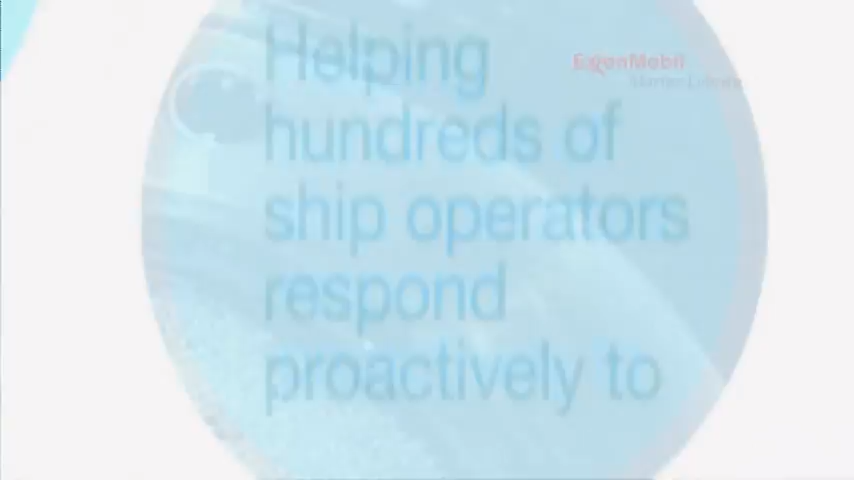 Helping
ExxonMobil
hundreds of
ship operators
respond
proactively to